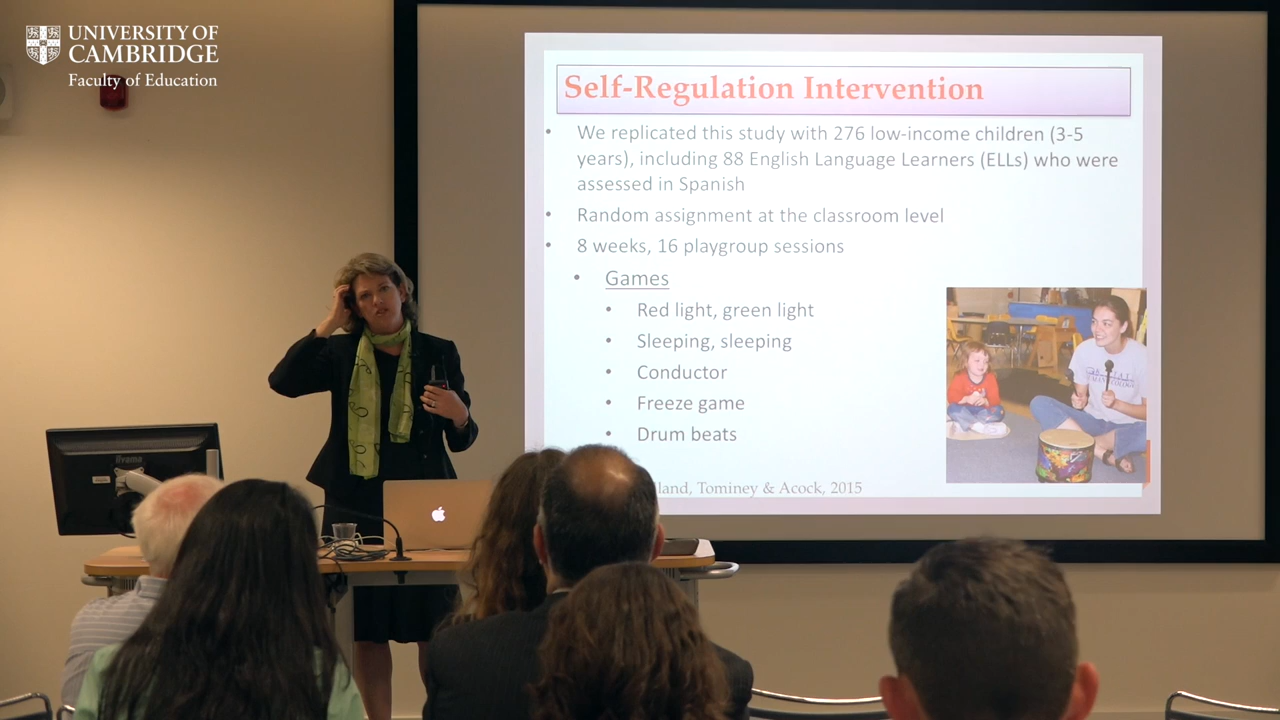 UNIVERSITY OF
CAMBRIDGE
Faculty of Education
Self-Regulation Intervention
• We replicated this study with 276 low-income children (3-5
years), including 88 English Language Learners (ELLs) who were
assessed in Spanish
• Random assignment at the classroom level
• 8 weeks, 16 playgroup sessions
• Games
• Red light, green light
• Sleeping, sleeping
• Conductor
• Freeze game
• Drum beats
Tominey & Acock, 2015
iiyama